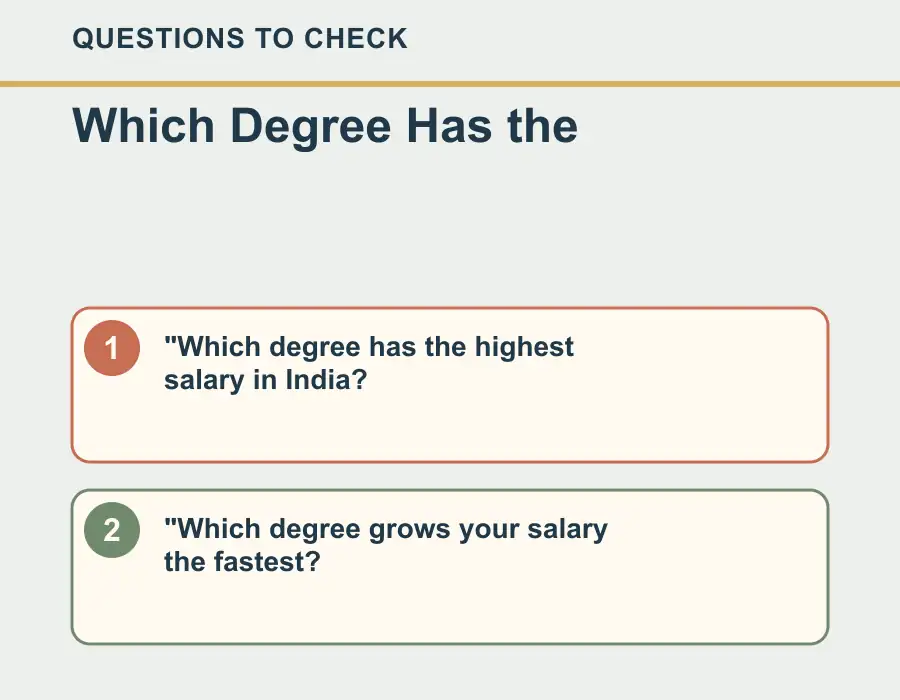 QUESTIONS TO CHECK
Which Degree Has the
1
"Which degree has the highest
salary in India?
2
"Which degree grows your salary
the fastest?